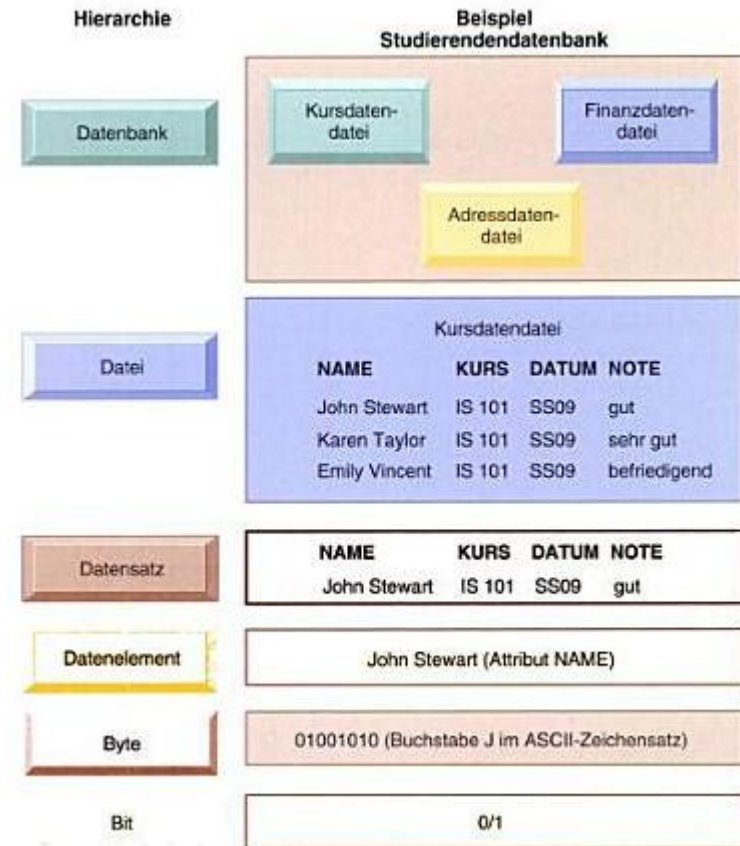 Hierarchie
Beispiel
Studierendendatenbank
Datenbank
Kursdaten-
datei
Finanzdaten-
datei
Adressdaten-
datei
Datei
Kursdatendatei
NAME KURS DATUM NOTE
John Stewart IS 101 SS09 gut
Karen Taylor IS 101 SS09 sehr gut
Emily Vincent IS 101 SS09 befriedigend
Datensatz
NAME KURS DATUM NOTE
John Stewart IS 101 SS09 gut
Datenelement
John Stewart (Attribut NAME)
Byte
01001010 (Buchstabe J im ASCII-Zeichensatz)
Bit
0/1